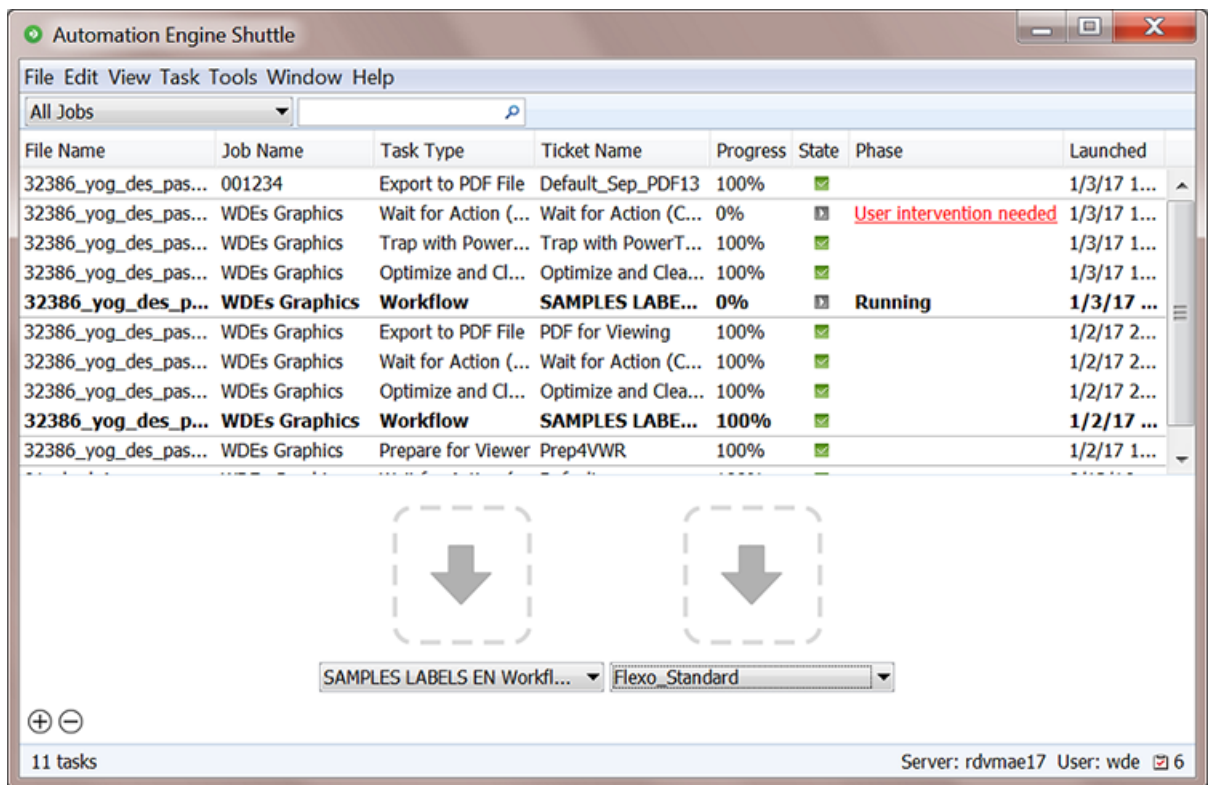 Automation Engine Shuttle
File Edit View Task Tools Window Help
All Jobs
File Name Job Name Task Type Ticket Name Progress State Phase Launched
32386_yog_des_pas... 001234 Export to PDF File Default_Sep_PDF13 100% 1/3/17 1...
32386_yog_des_pas... WDEs Graphics Wait for Action (... Wait for Action (C... 0% User intervention needed 1/3/17 1...
32386_yog_des_pas... WDEs Graphics Trap with Power... Trap with PowerT... 100% 1/3/17 1...
32386_yog_des_pas... WDEs Graphics Optimize and Cl... Optimize and Clea... 100% 1/3/17 1...
32386_yog_des_p... WDEs Graphics Workflow SAMPLES LABE... 0% Running 1/3/17 ...
32386_yog_des_pas... WDEs Graphics Export to PDF File PDF for Viewing 100% 1/2/17 2...
32386_yog_des_pas... WDEs Graphics Wait for Action (... Wait for Action (C... 100% 1/2/17 2...
32386_yog_des_pas... WDEs Graphics Optimize and Cl... Optimize and Clea... 100% 1/2/17 2...
32386_yog_des_p... WDEs Graphics Workflow SAMPLES LABE... 100% 1/2/17 ...
32386_yog_des_pas... WDEs Graphics Prepare for Viewer Prep4VWR 100% 1/2/17 1...
SAMPLES LABELS EN Workfl... Flexo_Standard
11 tasks Server: rdvmae17 User: wde 6